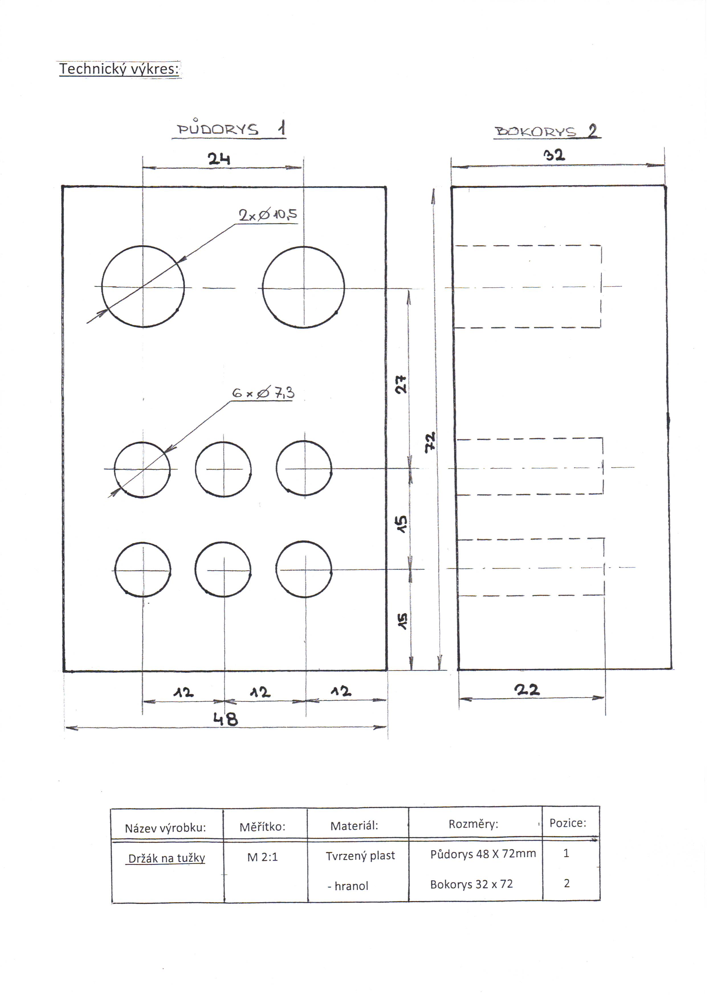 Technický výkres:
PŮDORYS 1
BOKORYS 2
24
32
2x∅10,5
27
6x∅7,3
72
15
15
12 12 12
22
48
Název výrobku: Měřítko: Materiál: Rozměry: Pozice:
Držák na tužky M 2:1 Tvrzený plast Půdorys 48 X 72mm 1
- hranol Bokorys 32 x 72 2